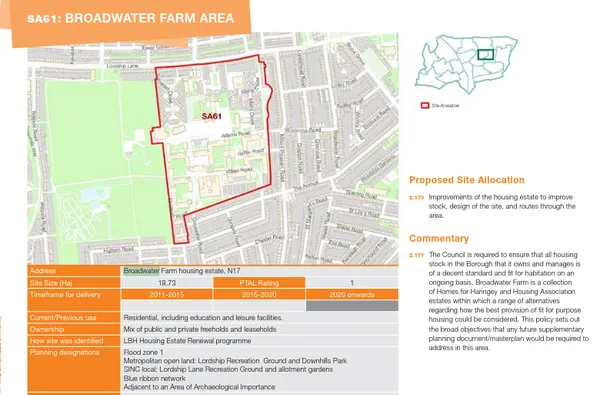 SA61: BROADWATER FARM AREA
Lordship Lane
SA61
Adams Road
Griffin Road
Willan Road
Higham Road
The Avenue
Site Allocation
Address Broadwater Farm housing estate, N17
Site Size (Ha) 18.73 PTAL Rating 1
Timeframe for delivery 2011-2015 2015-2020 2020 onwards
Current/Previous use Residential, including education and leisure facilities.
Ownership Mix of public and private freeholds and leaseholds
How site was identified LBH Housing Estate Renewal programme
Planning designations Flood zone 1
Metropolitan open land: Lordship Recreation Ground and Downhills Park
SINC local: Lordship Lane Recreation Ground and allotment gardens
Blue ribbon network
Adjacent to an Area of Archaeological Importance
Proposed Site Allocation
2.170 Improvements of the housing estate to improve
stock, design of the site, and routes through the
area.
Commentary
2.171 The Council is required to ensure that all housing
stock in the Borough that it owns and manages is
of a decent standard and fit for habitation on an
ongoing basis. Broadwater Farm is a collection
of Homes for Haringey and Housing Association
estates within which a range of alternatives
regarding how the best provision of fit for purpose
housing could be considered. This policy sets out
the broad objectives that any future supplementary
planning document/masterplan would be required to
address in this area.